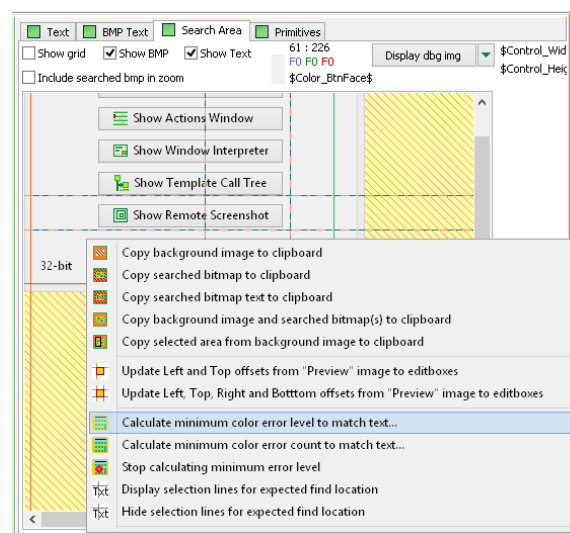 Text BMP Text Search Area Primitives
Show grid Show BMP Show Text 61 : 226 Display dbg img $Control_Wid
F0 F0 F0 $Control_Heig
Include searched bmp in zoom $Color_BtnFace$
Show Actions Window
Show Window Interpreter
Show Template Call Tree
Show Remote Screenshot
32-bit
Copy background image to clipboard
Copy searched bitmap to clipboard
Copy searched bitmap text to clipboard
Copy background image and searched bitmap(s) to clipboard
Copy selected area from background image to clipboard
Update Left and Top offsets from "Preview" image to editboxes
Update Left, Top, Right and Botttom offsets from "Preview" image to editboxes
Calculate minimum color error level to match text...
Calculate minimum color error count to match text...
Stop calculating minimum error level
Display selection lines for expected find location
Hide selection lines for expected find location